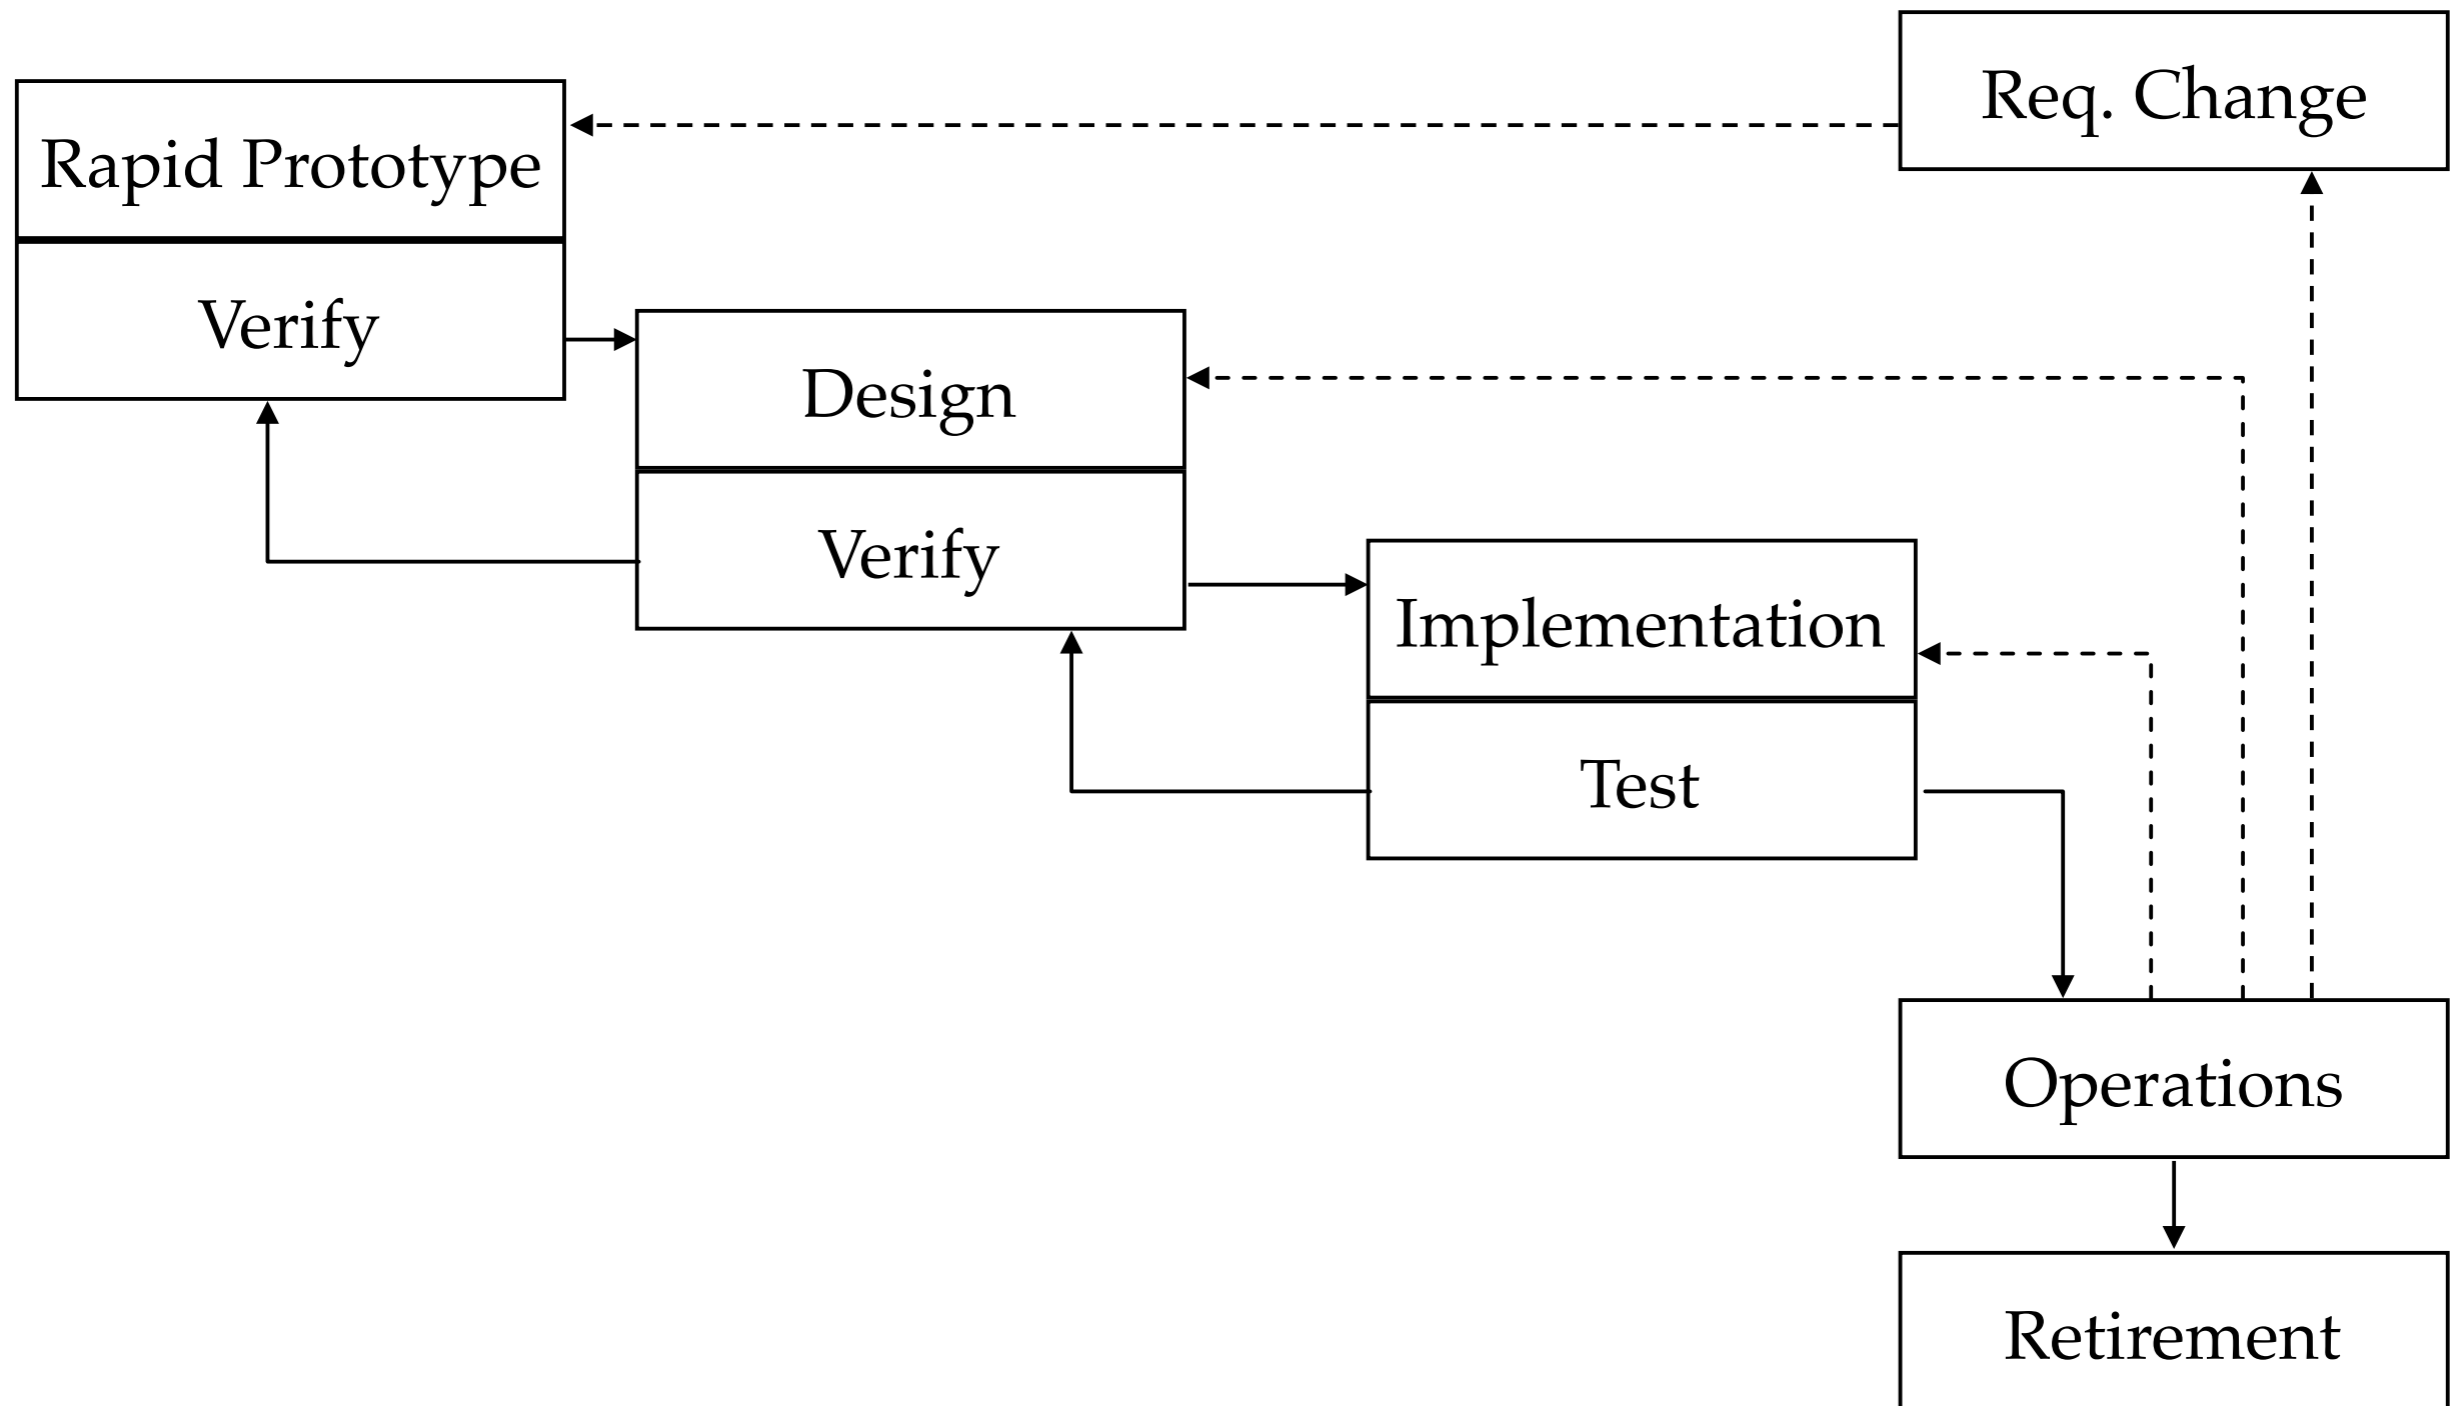 Req. Change
Rapid Prototype
Verify
Design
Verify
Implementation
Test
Operations
Retirement